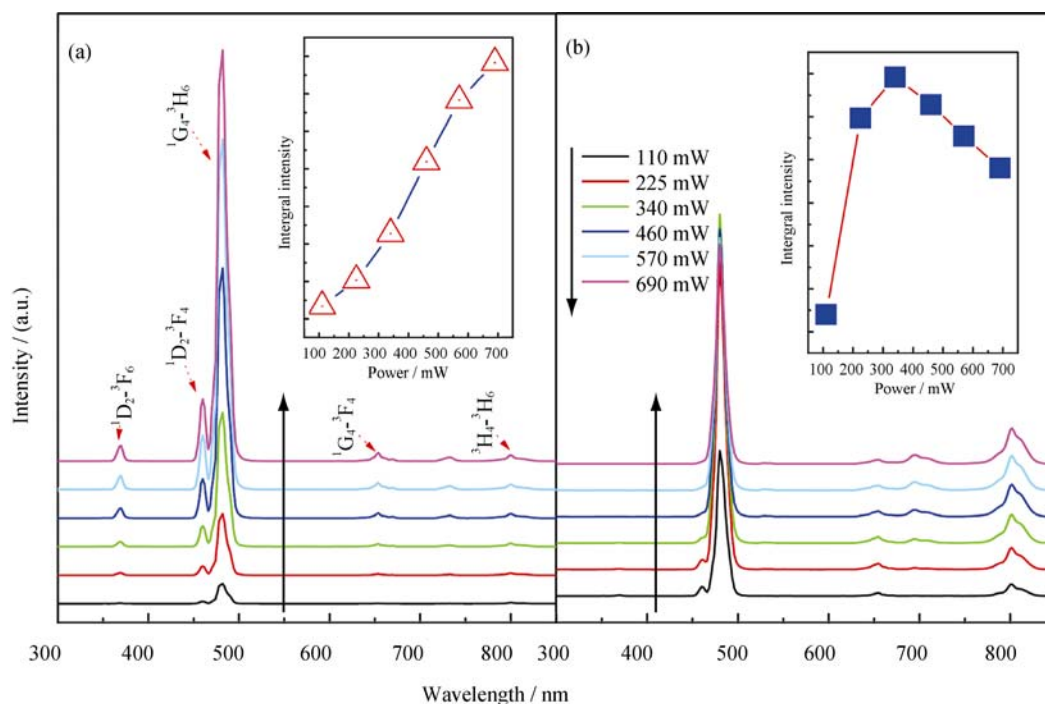 (a)
(b)
Intensity / (a.u.)
¹D₂-³F₆
¹D₂-³F₄
¹G₄-³H₆
¹G₄-³F₄
³H₄-³H₆
Intergral intensity
100 200 300 400 500 600 700
Power / mW
110 mW
225 mW
340 mW
460 mW
570 mW
690 mW
Intergral intensity
100 200 300 400 500 600 700
Power / mW
300 400 500 600 700 800 300 400 500 600 700 800
Wavelength / nm